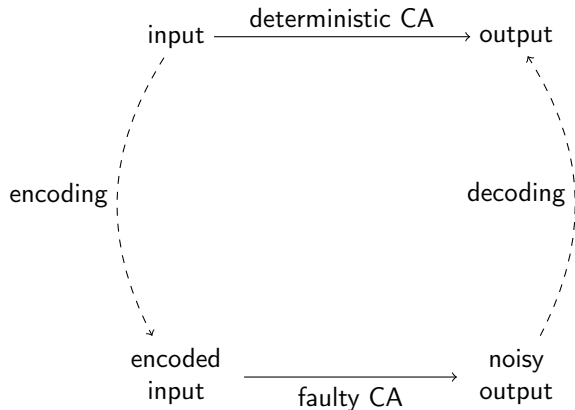 deterministic CA
input
output
encoding
decoding
encoded
input
noisy
output
faulty CA